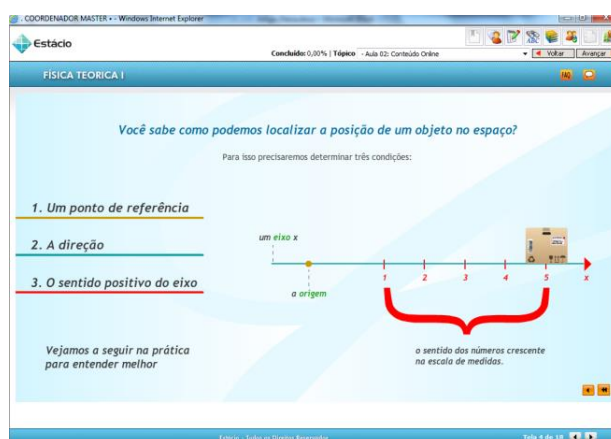 . COORDENADOR MASTER • - Windows Internet Explorer
Estácio
Concluído: 0,00% | Tópico - Aula 02: Conteúdo Online
Voltar
Avançar
FÍSICA TEORICA I
FAQ
Você sabe como podemos localizar a posição de um objeto no espaço?
Para isso precisaremos determinar três condições:
1. Um ponto de referência
2. A direção
3. O sentido positivo do eixo
um eixo x
a origem
1 2 3 4 5 x
Vejamos a seguir na prática
para entender melhor
o sentido dos números crescente
na escala de medidas.
Estácio - Todos os Direitos Reservados
Tela 4 de 18